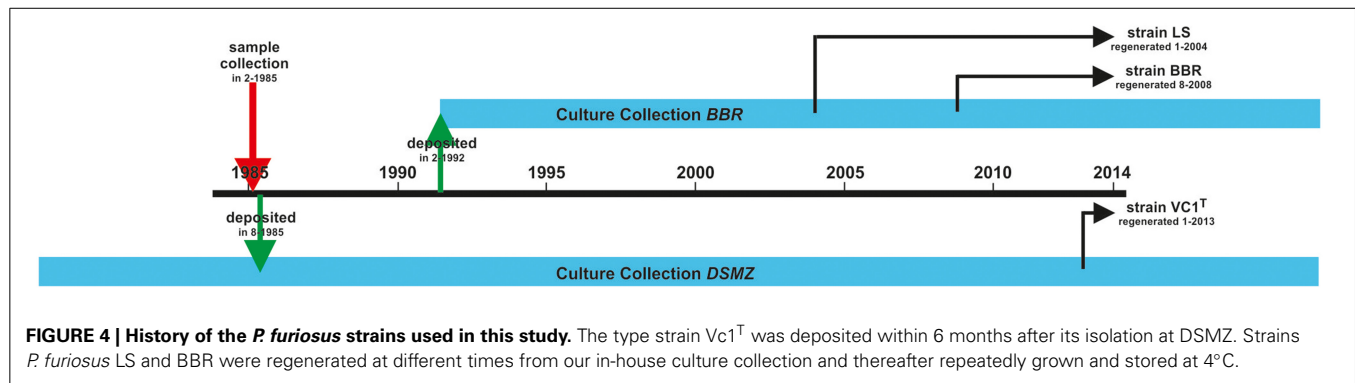 sample
collection
in 2-1985
strain LS
regenerated 1-2004
strain BBR
regenerated 8-2008
Culture Collection BBR
deposited
in 2-1992
1985 1990 1995 2000 2005 2010 2014
deposited
in 8-1985
strain VC1ᵀ
regenerated 1-2013
Culture Collection DSMZ
FIGURE 4 | History of the P. furiosus strains used in this study. The type strain Vc1ᵀ was deposited within 6 months after its isolation at DSMZ. Strains
P. furiosus LS and BBR were regenerated at different times from our in-house culture collection and thereafter repeatedly grown and stored at 4°C.